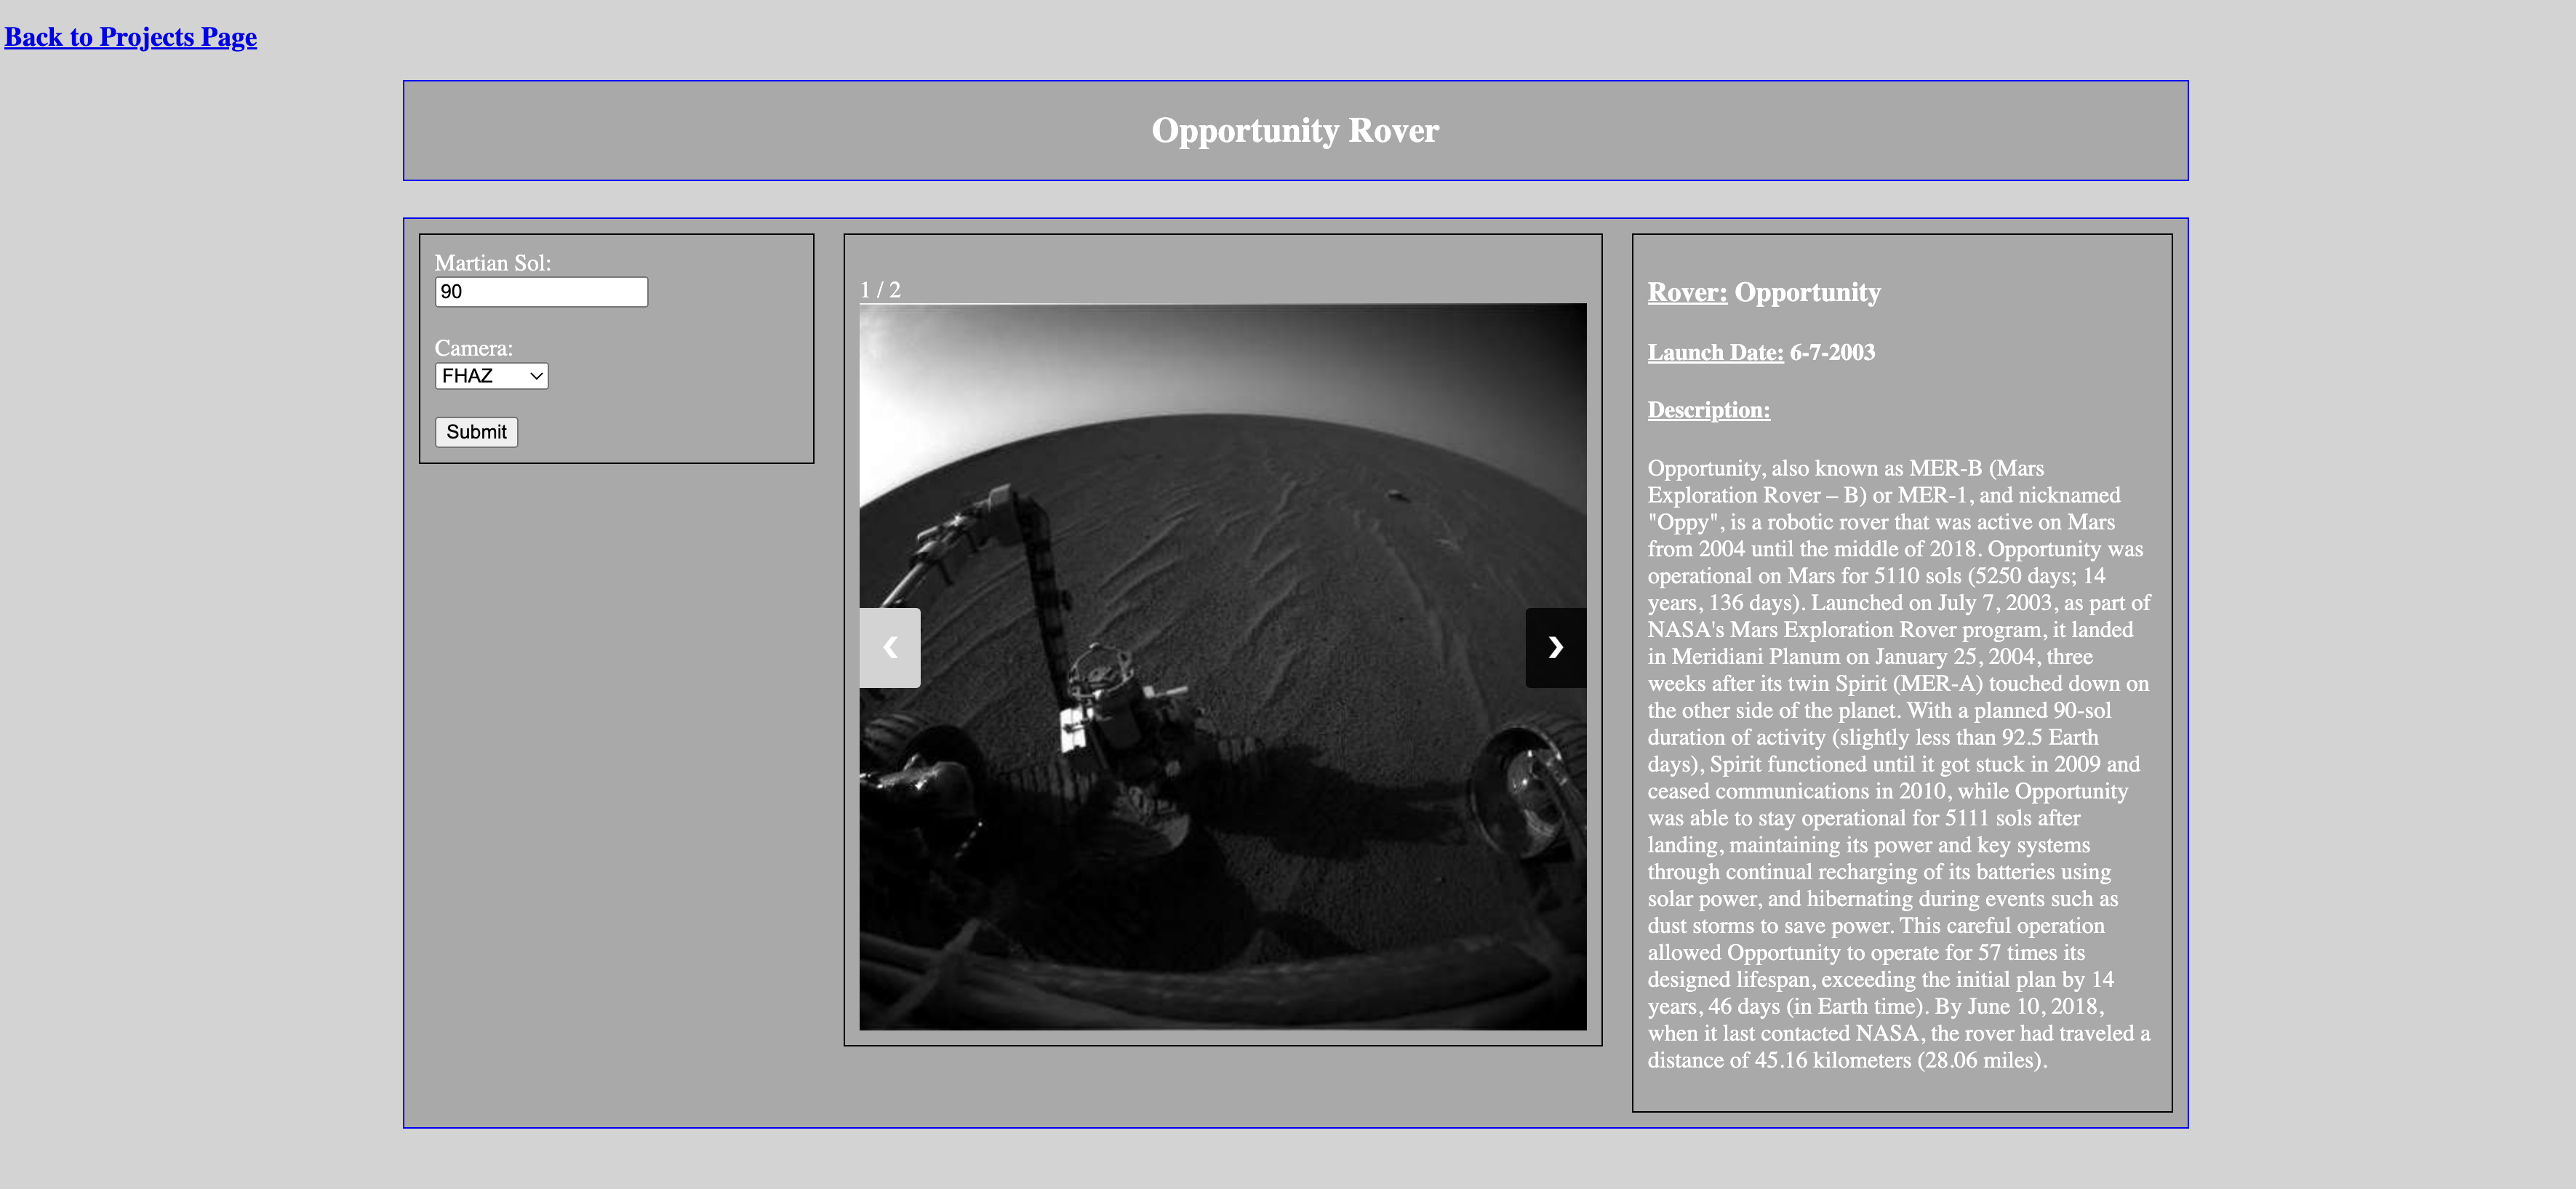 Back to Projects Page
Opportunity Rover
Martian Sol:
90
Camera:
FHAZ
Submit
1 / 2
❮
❯
Rover: Opportunity
Launch Date: 6-7-2003
Description:
Opportunity, also known as MER-B (Mars
Exploration Rover – B) or MER-1, and nicknamed
"Oppy", is a robotic rover that was active on Mars
from 2004 until the middle of 2018. Opportunity was
operational on Mars for 5110 sols (5250 days; 14
years, 136 days). Launched on July 7, 2003, as part of
NASA's Mars Exploration Rover program, it landed
in Meridiani Planum on January 25, 2004, three
weeks after its twin Spirit (MER-A) touched down on
the other side of the planet. With a planned 90-sol
duration of activity (slightly less than 92.5 Earth
days), Spirit functioned until it got stuck in 2009 and
ceased communications in 2010, while Opportunity
was able to stay operational for 5111 sols after
landing, maintaining its power and key systems
through continual recharging of its batteries using
solar power, and hibernating during events such as
dust storms to save power. This careful operation
allowed Opportunity to operate for 57 times its
designed lifespan, exceeding the initial plan by 14
years, 46 days (in Earth time). By June 10, 2018,
when it last contacted NASA, the rover had traveled a
distance of 45.16 kilometers (28.06 miles).